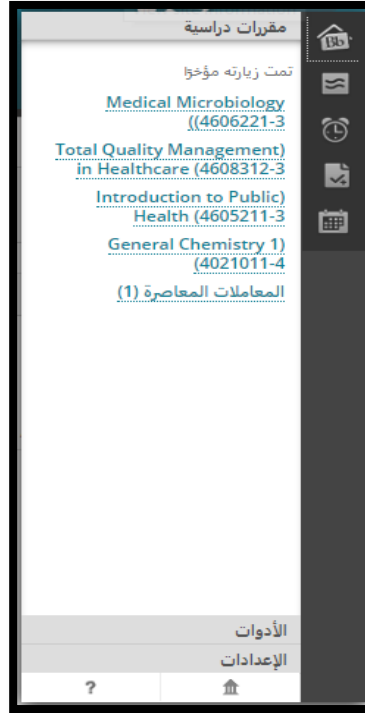 مقررات دراسية
Bb
تمت زيارته مؤخرًا
Medical Microbiology
((4606221-3
Total Quality Management)
in Healthcare (4608312-3
Introduction to Public)
Health (4605211-3
General Chemistry 1)
(4021011-4
المعاملات المعاصرة (1)
الأدوات
الإعدادات
?